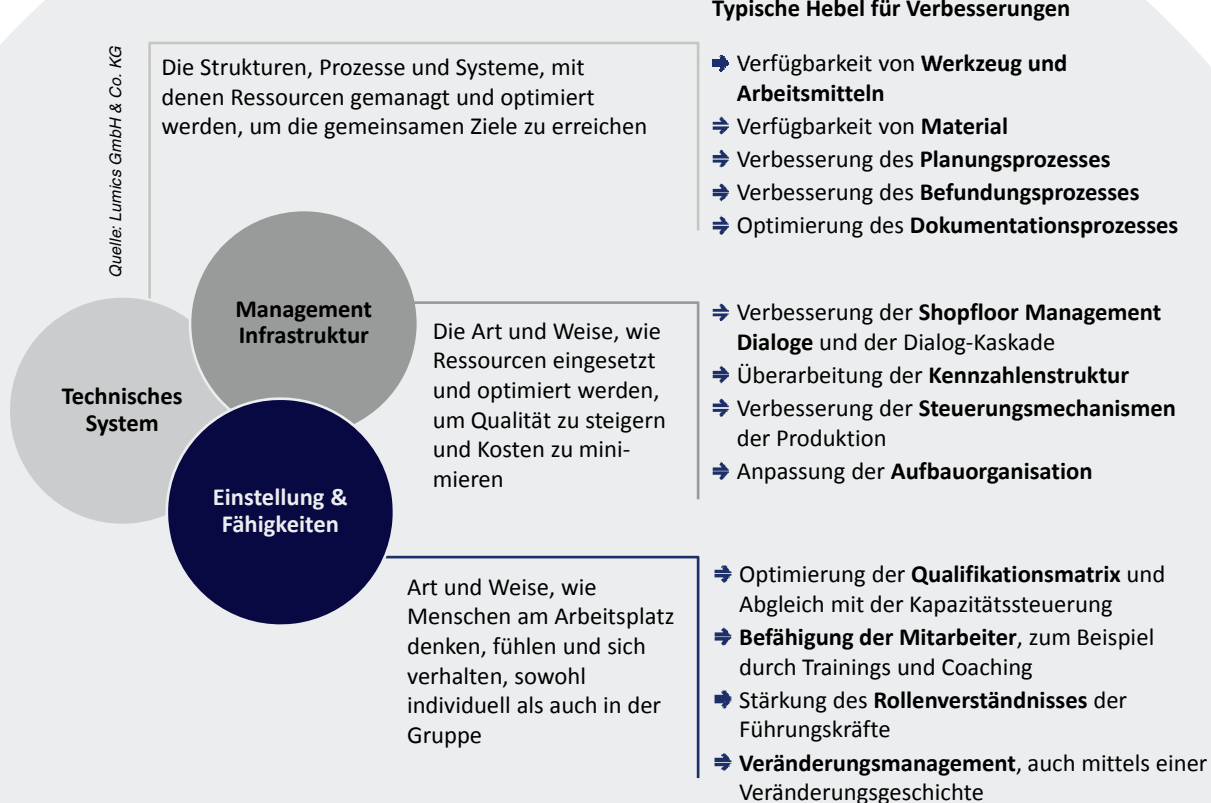 Typische Hebel für Verbesserungen
Quelle: Lumics GmbH & Co. KG
Die Strukturen, Prozesse und Systeme, mit
denen Ressourcen gemanagt und optimiert
werden, um die gemeinsamen Ziele zu erreichen
Verfügbarkeit von Werkzeug und
Arbeitsmitteln
Verfügbarkeit von Material
Verbesserung des Planungsprozesses
Verbesserung des Befundungsprozesses
Optimierung des Dokumentationsprozesses
Management
Infrastruktur
Technisches
System
Einstellung &
Fähigkeiten
Die Art und Weise, wie
Ressourcen eingesetzt
und optimiert werden,
um Qualität zu steigern
und Kosten zu mini-
mieren
Verbesserung der Shopfloor Management
Dialoge und der Dialog-Kaskade
Überarbeitung der Kennzahlenstruktur
Verbesserung der Steuerungsmechanismen
der Produktion
Anpassung der Aufbauorganisation
Art und Weise, wie
Menschen am Arbeitsplatz
denken, fühlen und sich
verhalten, sowohl
individuell als auch in der
Gruppe
Optimierung der Qualifikationsmatrix und
Abgleich mit der Kapazitätssteuerung
Befähigung der Mitarbeiter, zum Beispiel
durch Trainings und Coaching
Stärkung des Rollenverständnisses der
Führungskräfte
Veränderungsmanagement, auch mittels einer
Veränderungsgeschichte